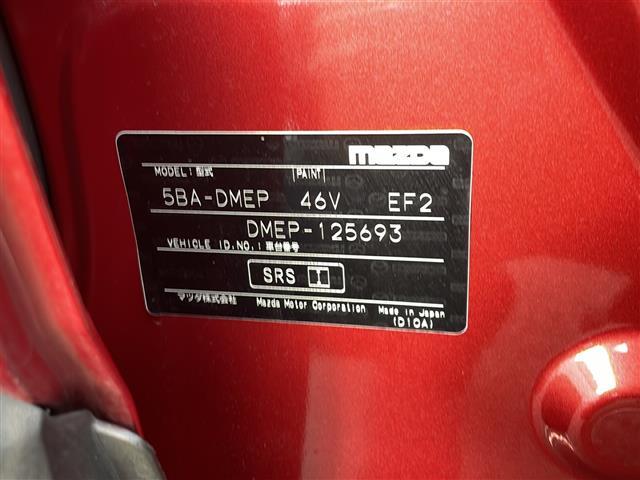 mazda
MODEL:型式 PAINT
5BA-DMEP 46V EF2
DMEP-125693
VEHICLE ID.NO.:車台番号
SRS
マツダ株式会社 Mazda Motor Corporation Made in Japan
(D10A)